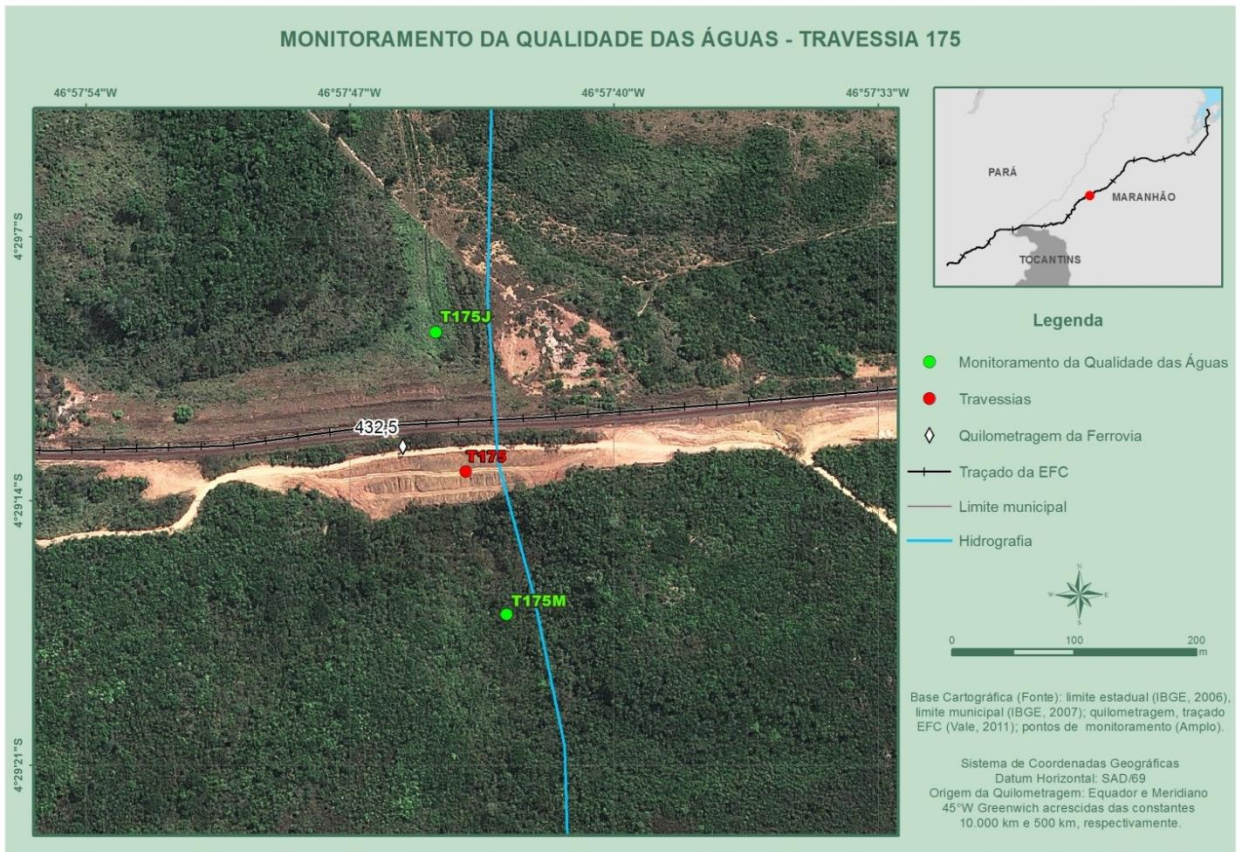 MONITORAMENTO DA QUALIDADE DAS ÁGUAS - TRAVESSIA 175
46°57'54"W
46°57'47"W
46°57'40"W
46°57'33"W
4°29'7"S
4°29'14"S
4°29'21"S
T175J
432,5
T175
T175M
PARÁ
MARANHÃO
TOCANTINS
Legenda
Monitoramento da Qualidade das Águas
Travessias
Quilometragem da Ferrovia
Traçado da EFC
Limite municipal
Hidrografia
N
W
E
S
0
100
200
m
Base Cartográfica (Fonte): limite estadual (IBGE, 2006),
limite municipal (IBGE, 2007); quilometragem, traçado
EFC (Vale, 2011); pontos de monitoramento (Amplo).
Sistema de Coordenadas Geográficas
Datum Horizontal: SAD/69
Origem da Quilometragem: Equador e Meridiano
45°W Greenwich acrescidas das constantes
10.000 km e 500 km, respectivamente.